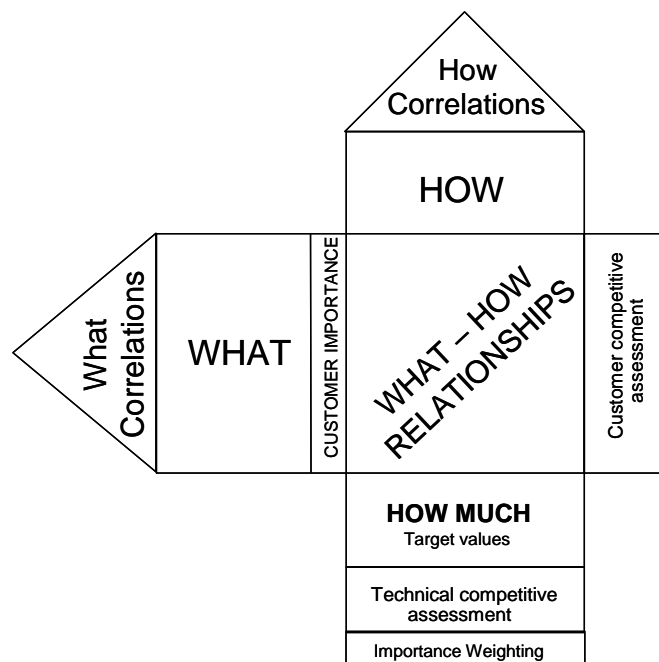 How
Correlations
HOW
What
Correlations
WHAT
CUSTOMER IMPORTANCE
WHAT – HOW
RELATIONSHIPS
Customer competitive
assessment
HOW MUCH
Target values
Technical competitive
assessment
Importance Weighting